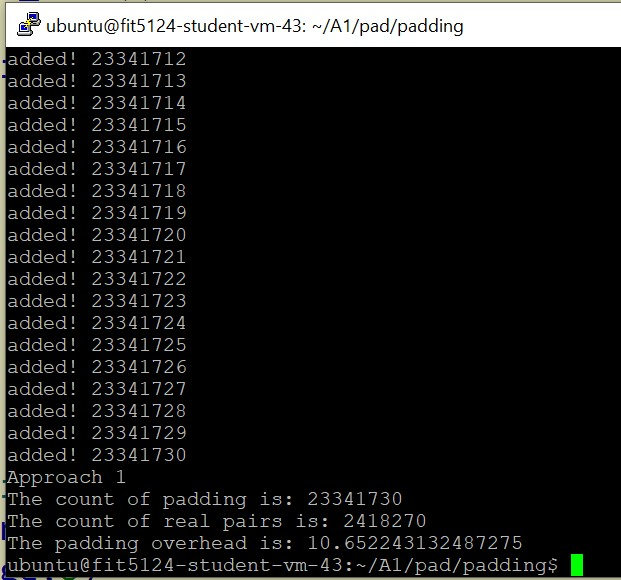 ubuntu@fit5124-student-vm-43: ~/A1/pad/padding
added! 23341712
added! 23341713
added! 23341714
added! 23341715
added! 23341716
added! 23341717
added! 23341718
added! 23341719
added! 23341720
added! 23341721
added! 23341722
added! 23341723
added! 23341724
added! 23341725
added! 23341726
added! 23341727
added! 23341728
added! 23341729
added! 23341730
Approach 1
The count of padding is: 23341730
The count of real pairs is: 2418270
The padding overhead is: 10.652243132487275
ubuntu@fit5124-student-vm-43:~/A1/pad/padding$